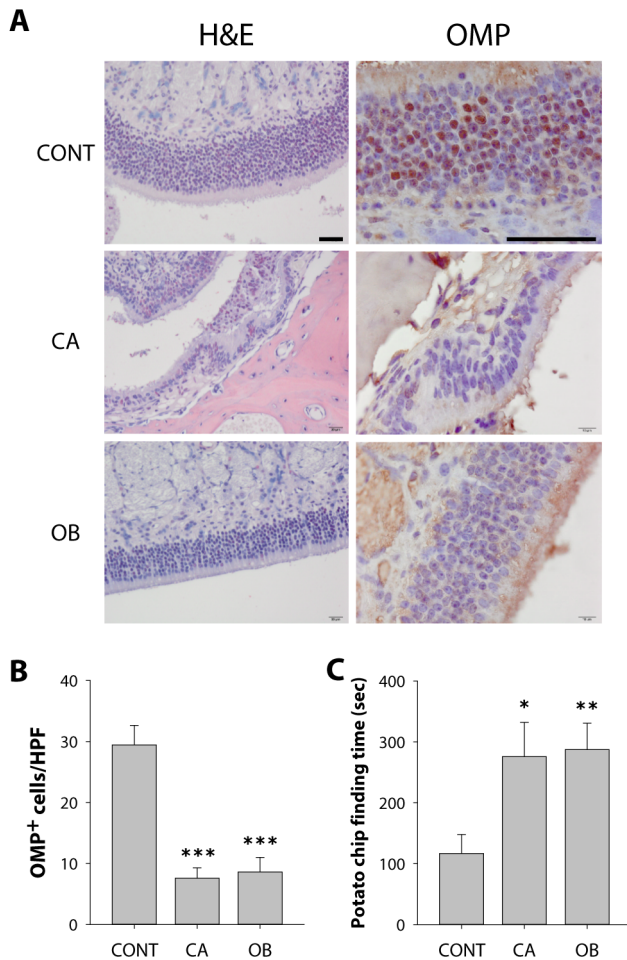 A
H&E OMP
CONT
CA
OB
B
OMP+ cells/HPF
40
30
20
10
0
***
***
CONT CA OB
C
Potato chip finding time (sec)
400
300
200
100
0
*
**
CONT CA OB